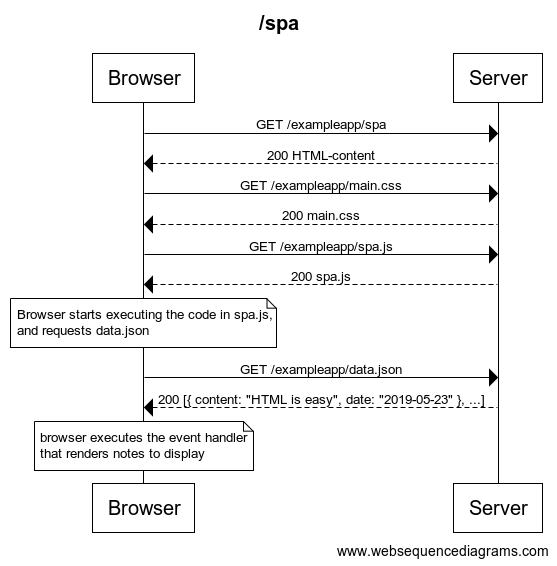 /spa
Browser
Server
GET /exampleapp/spa
200 HTML-content
GET /exampleapp/main.css
200 main.css
GET /exampleapp/spa.js
200 spa.js
Browser starts executing the code in spa.js,
and requests data.json
GET /exampleapp/data.json
200 [{ content: "HTML is easy", date: "2019-05-23" }, ...]
browser executes the event handler
that renders notes to display
Browser
Server
www.websequencediagrams.com